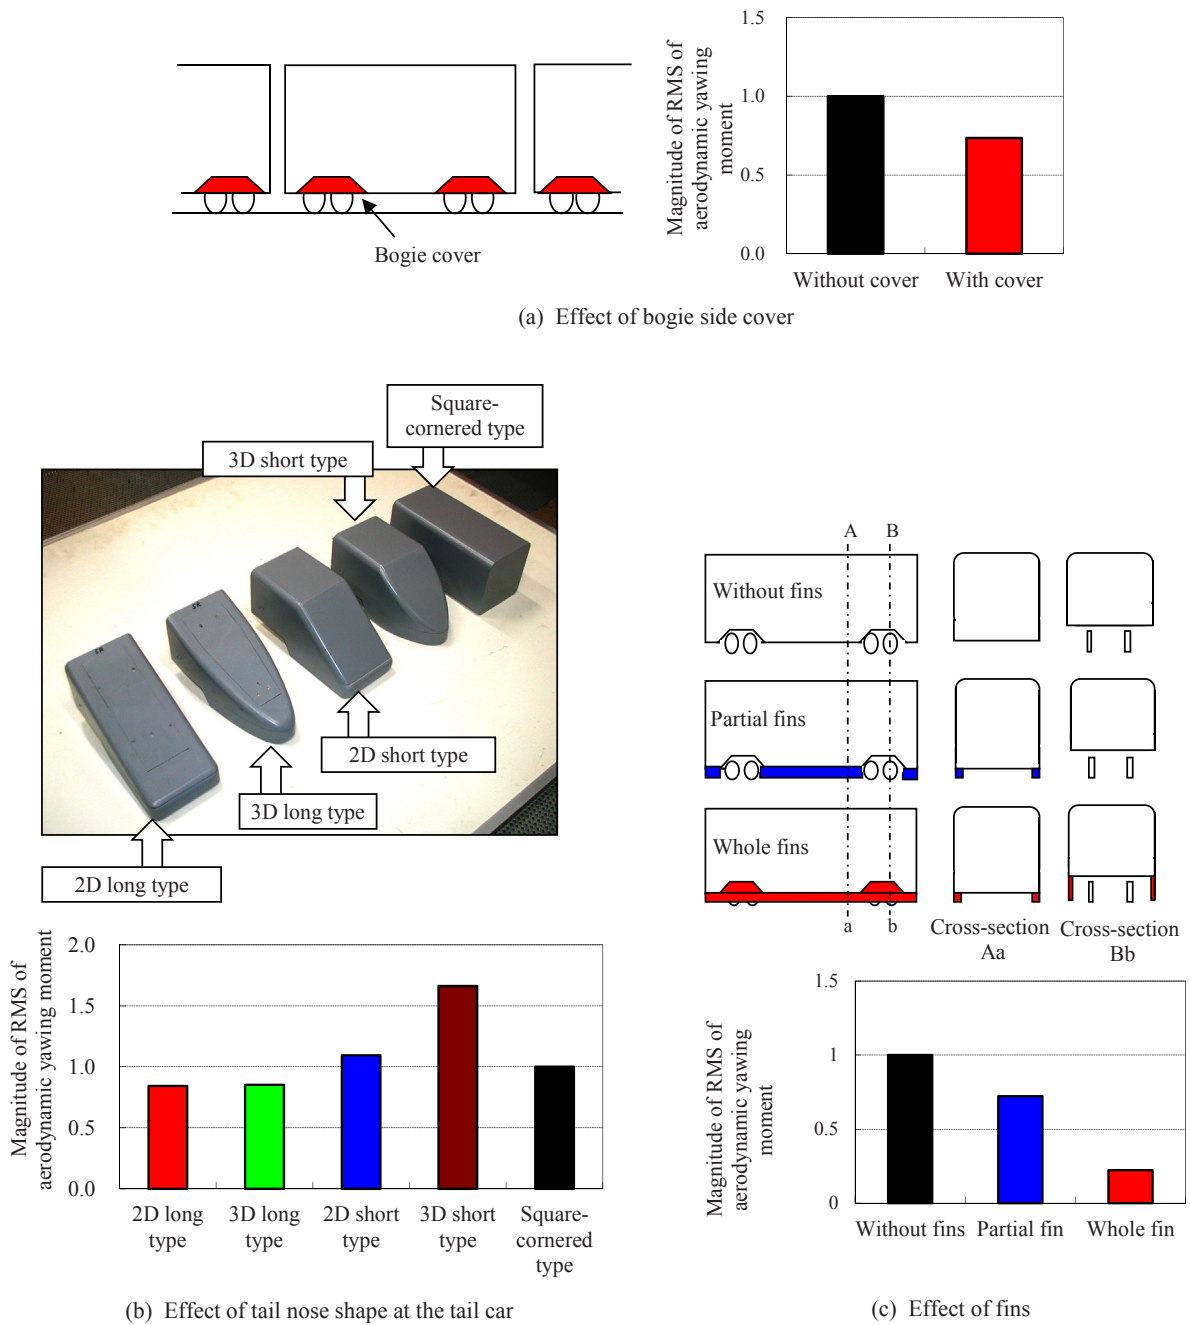 Magnitude of RMS of
aerodynamic yawing
moment
1.5
1.0
0.5
0.0
Without cover
With cover
Bogie cover
(a) Effect of bogie side cover
Square-
cornered type
3D short type
2D short type
3D long type
2D long type
Magnitude of RMS of
aerodynamic yawing moment
2.0
1.5
1.0
0.5
0.0
2D long
type
3D long
type
2D short
type
3D short
type
Square-
cornered
type
(b) Effect of tail nose shape at the tail car
A
B
Without fins
Partial fins
Whole fins
a
b
Cross-section
Aa
Cross-section
Bb
Magnitude of RMS of
aerodynamic yawing
moment
1.5
1
0.5
0
Without fins
Partial fin
Whole fin
(c) Effect of fins